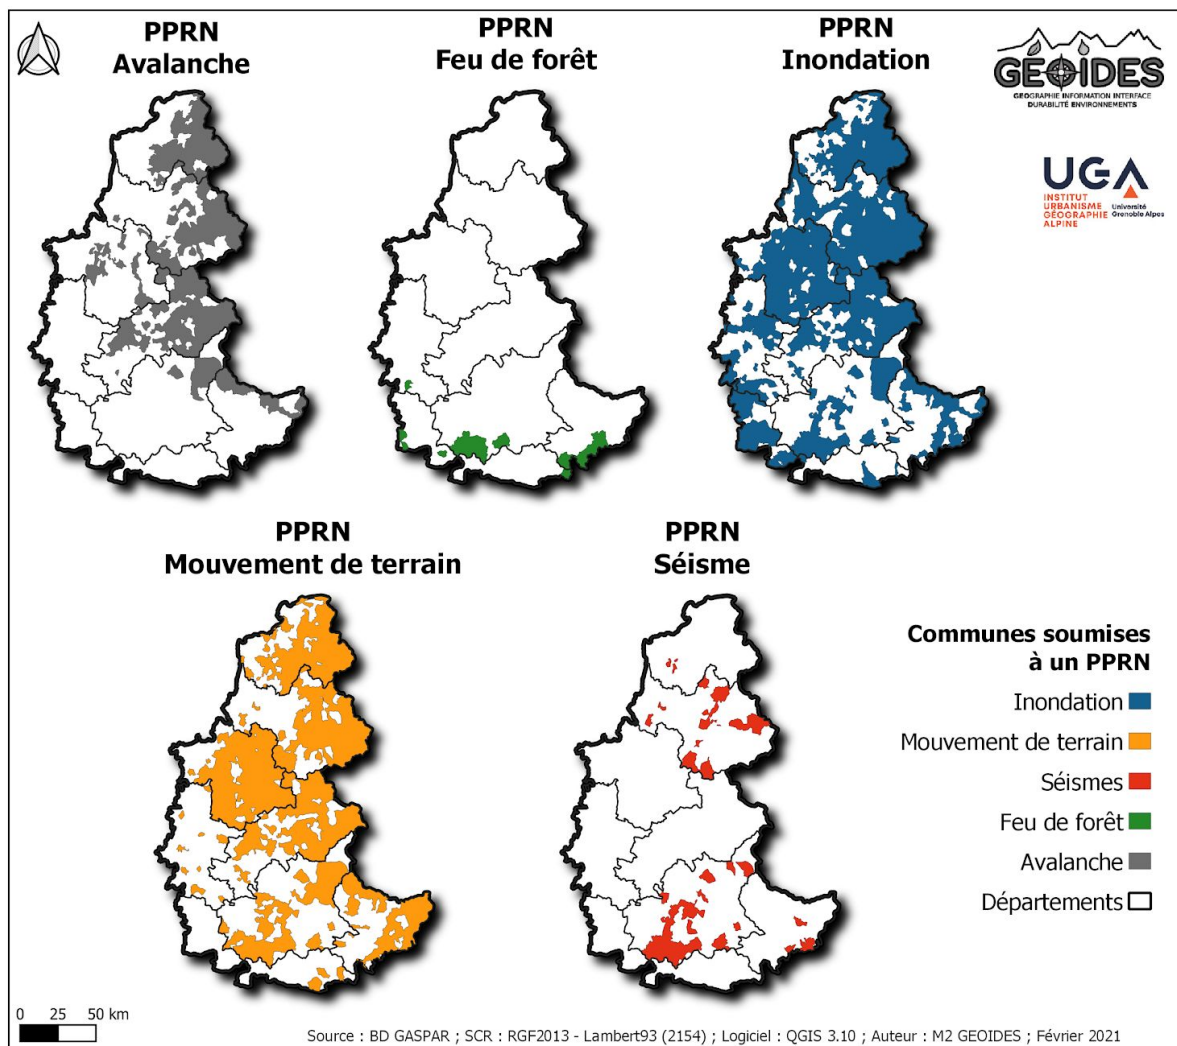 PPRN
Avalanche
PPRN
Feu de forêt
PPRN
Inondation
GEOIDES
GEOGRAPHIE INFORMATION INTERFACE
DURABILITÉ ENVIRONNEMENTS
UGA
INSTITUT
URBANISME
GÉOGRAPHIE
ALPINE
Université
Grenoble Alpes
PPRN
Mouvement de terrain
PPRN
Séisme
Communes soumises
à un PPRN
Inondation
Mouvement de terrain
Séismes
Feu de forêt
Avalanche
Départements
0 25 50 km
Source : BD GASPAR ; SCR : RGF2013 - Lambert93 (2154) ; Logiciel : QGIS 3.10 ; Auteur : M2 GEOIDES ; Février 2021